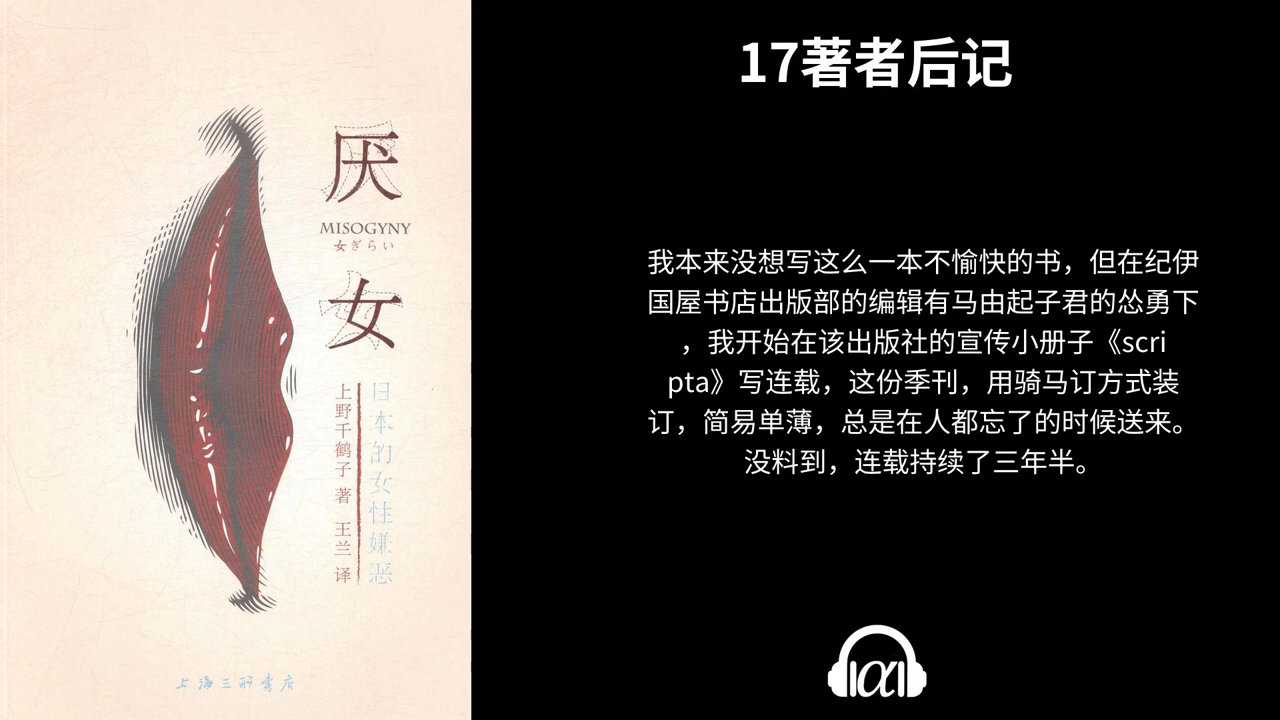 厌
MISOGYNY
女ぎらい
女
日本的女性嫌恶
上野千鹤子 著 王兰 译
上海三联书店
17著者后记
我本来没想写这么一本不愉快的书，但在纪伊
国屋书店出版部的编辑有马由起子君的怂勇下
，我开始在该出版社的宣传小册子《scri
pta》写连载，这份季刊，用骑马订方式装
订，简易单薄，总是在人都忘了的时候送来。
没料到，连载持续了三年半。